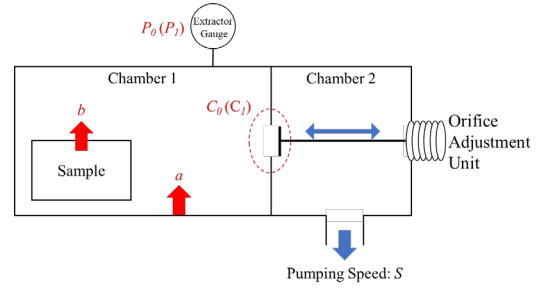 P₀ (P₁)
Extractor
Gauge
Chamber 1
Chamber 2
C₀ (C₁)
b
Orifice
Adjustment
Unit
Sample
a
Pumping Speed: S